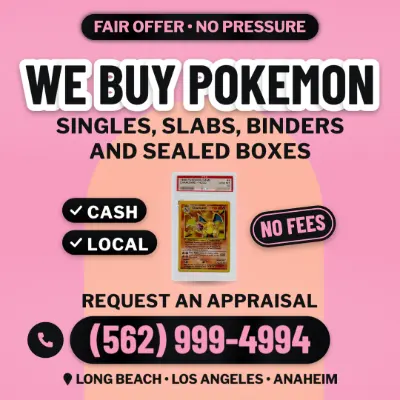 FAIR OFFER • NO PRESSURE
WE BUY POKEMON
SINGLES, SLABS, BINDERS
AND SEALED BOXES
CASH
LOCAL
NO FEES
REQUEST AN APPRAISAL
(562) 999-4994
LONG BEACH • LOS ANGELES • ANAHEIM